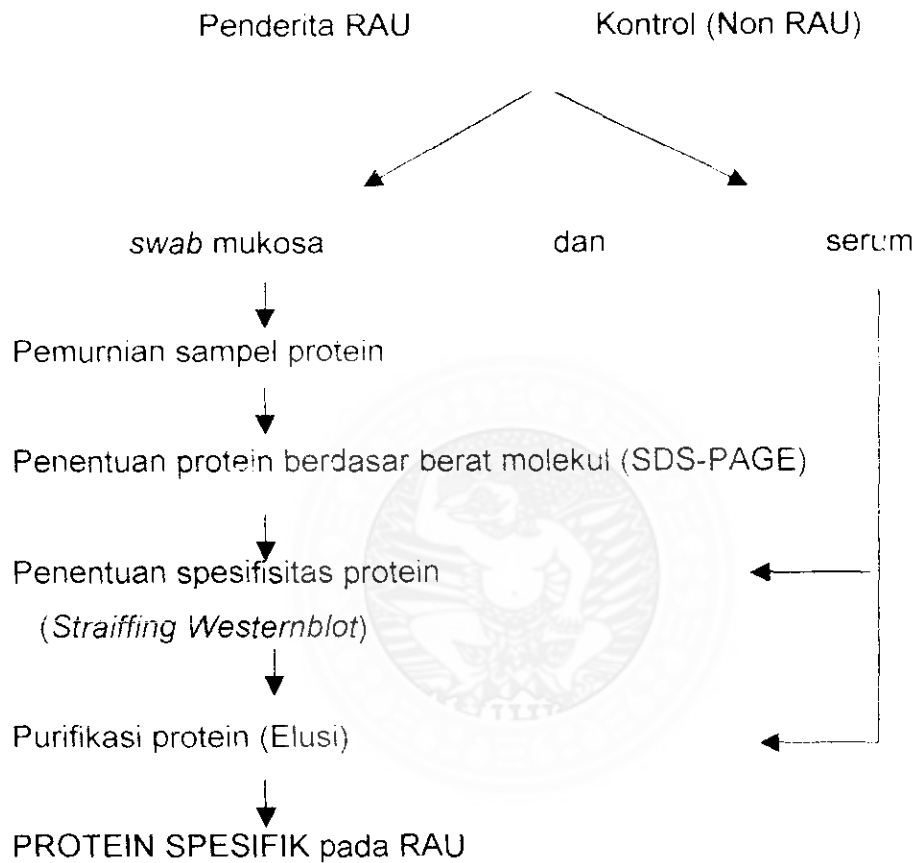 Penderita RAU Kontrol (Non RAU)
swab mukosa dan serum
Pemurnian sampel protein
Penentuan protein berdasar berat molekul (SDS-PAGE)
Penentuan spesifisitas protein
(Straiffing Westernblot)
Purifikasi protein (Elusi)
PROTEIN SPESIFIK pada RAU